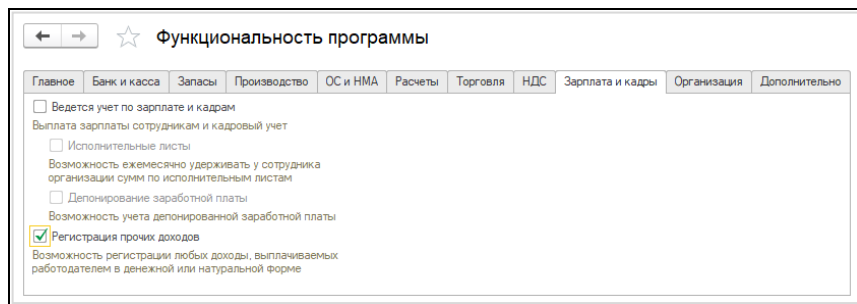 Функциональность программы
Главное Банк и касса Запасы Производство ОС и НМА Расчеты Торговля НДС Зарплата и кадры Организация Дополнительно
Ведется учет по зарплате и кадрам
Выплата зарплаты сотрудникам и кадровый учет
Исполнительные листы
Возможность ежемесячно удерживать у сотрудника
организации сумм по исполнительным листам
Депонирование заработной платы
Возможность учета депонированной заработной платы
Регистрация прочих доходов
Возможность регистрации любых доходы, выплачиваемых
работодателем в денежной или натуральной форме